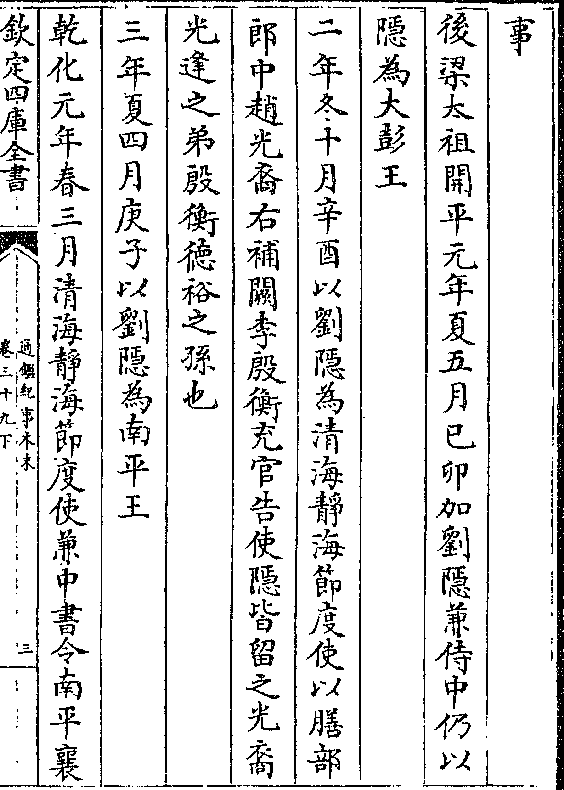 事
後梁太祖開平元年夏五月己卯加劉隱兼侍中仍以
隱為大彭王
二年冬十月辛酉以劉隱為清海靜海節度使以膳部
郎中趙光裔右補闕李殷衡充官告使隱皆留之光裔
光逢之弟殷衡德裕之孫也
三年夏四月庚子以劉隱為南平王
乾化元年春三月清海靜海節度使兼中書令南平襄
欽定四庫全書
通鑑紀事本末
卷三十九下
三